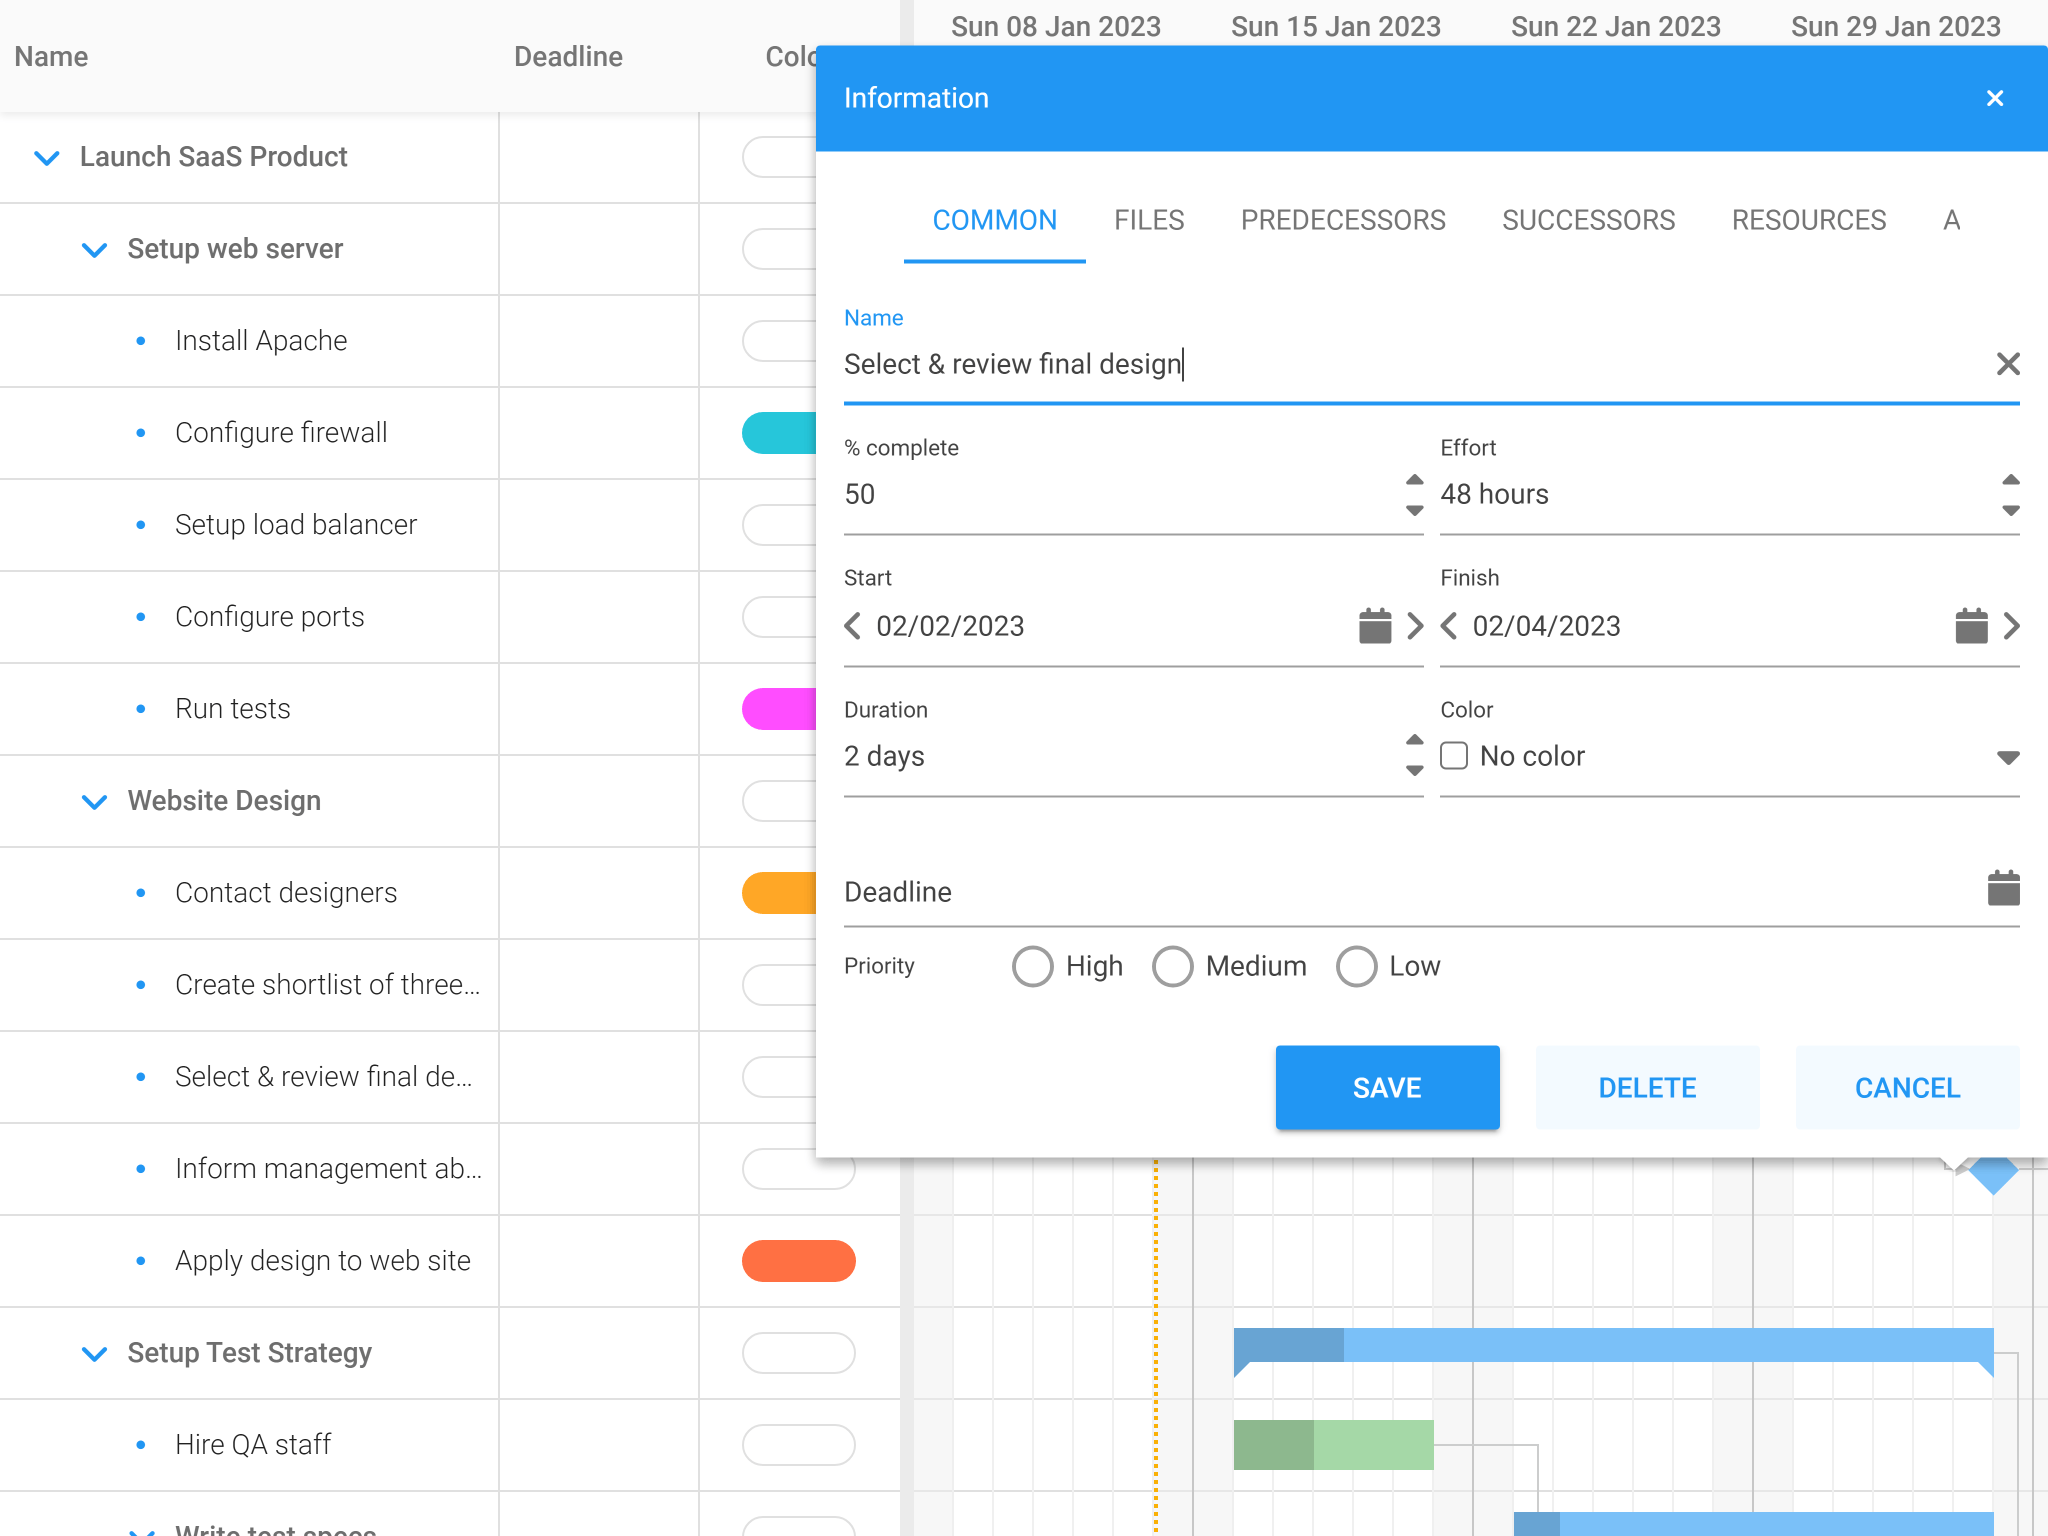 Sun 08 Jan 2023
Sun 15 Jan 2023
Sun 22 Jan 2023
Sun 29 Jan 2023
Name
Deadline
Colo
Information
Launch SaaS Product
Setup web server
Install Apache
Configure firewall
Setup load balancer
Configure ports
Run tests
Website Design
Contact designers
Create shortlist of three...
Select & review final de...
Inform management ab...
Apply design to web site
Setup Test Strategy
Hire QA staff
Write test specs
COMMON
FILES
PREDECESSORS
SUCCESSORS
RESOURCES
A
Name
Select & review final design
% complete
50
Effort
48 hours
Start
02/02/2023
Finish
02/04/2023
Duration
2 days
Color
No color
Deadline
Priority
High
Medium
Low
SAVE
DELETE
CANCEL